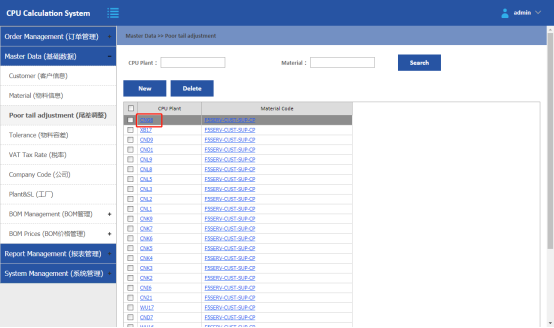 CPU Calculation System
admin
Order Management (订单管理)
Master Data (基础数据)
Customer (客户信息)
Material (物料信息)
Poor tail adjustment (尾差调整)
Tolerance (物料容差)
VAT Tax Rate (税率)
Company Code (公司)
Plant&SL (工厂)
BOM Management (BOM管理) +
BOM Prices (BOM价格管理) +
Report Management (报表管理)
System Management (系统管理)
Master Data >> Poor tail adjustment
CPU Plant : Material : Search
New Delete
CPU Plant Material Code
F5SERV-CUST-SUP-CP
XB17 F5SERV-CUST-SUP-CP
CND9 F5SERV-CUST-SUP-CP
CNO1 F5SERV-CUST-SUP-CP
CNL9 F5SERV-CUST-SUP-CP
CNL8 F5SERV-CUST-SUP-CP
CNL5 F5SERV-CUST-SUP-CP
CNL3 F5SERV-CUST-SUP-CP
CNL2 F5SERV-CUST-SUP-CP
CNL1 F5SERV-CUST-SUP-CP
CNK9 F5SERV-CUST-SUP-CP
CNK7 F5SERV-CUST-SUP-CP
CNK6 F5SERV-CUST-SUP-CP
CNK5 F5SERV-CUST-SUP-CP
CNK4 F5SERV-CUST-SUP-CP
CNK3 F5SERV-CUST-SUP-CP
CNK2 F5SERV-CUST-SUP-CP
CNI6 F5SERV-CUST-SUP-CP
CN21 F5SERV-CUST-SUP-CP
WU17 F5SERV-CUST-SUP-CP
CND7 F5SERV-CUST-SUP-CP